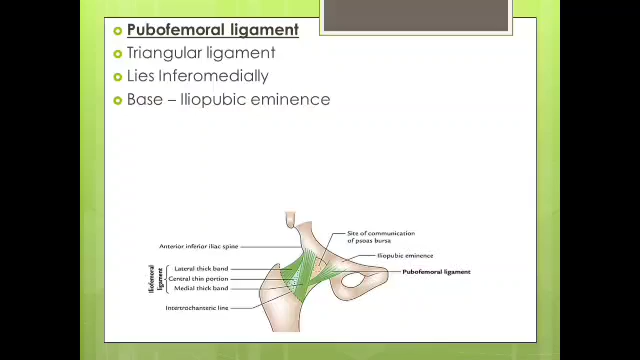 Pubofemoral ligament
Triangular ligament
Lies Inferomedially
Base – Iliopubic eminence
Site of communication
of psoas bursa
Anterior inferior iliac spine
Iliopubic eminence
Iliofemoral
ligament
Lateral thick band
Central thin portion
Medial thick band
Pubofemoral ligament
Intertrochanteric line